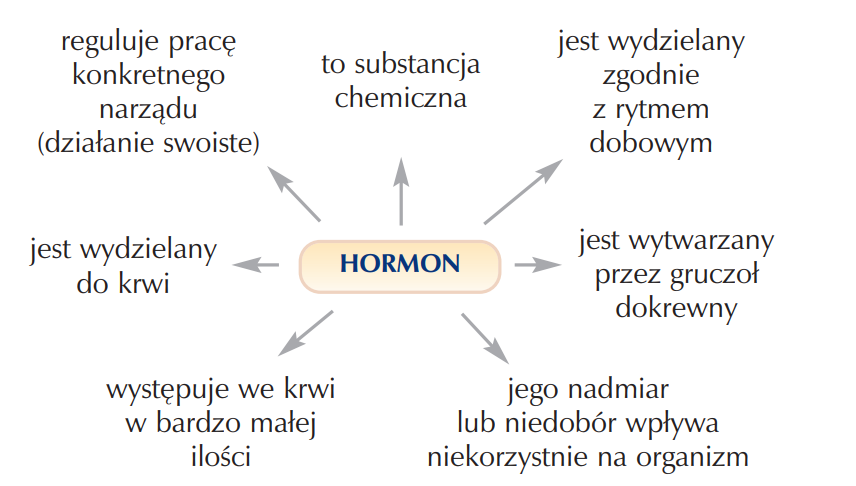 reguluje pracę
konkretnego
narządu
(działanie swoiste)
to substancja
chemiczna
jest wydzielany
zgodnie
z rytmem
dobowym
jest wydzielany
do krwi
HORMON
jest wytwarzany
przez gruczoł
dokrewny
występuje we krwi
w bardzo małej
ilości
jego nadmiar
lub niedobór wpływa
niekorzystnie na organizm